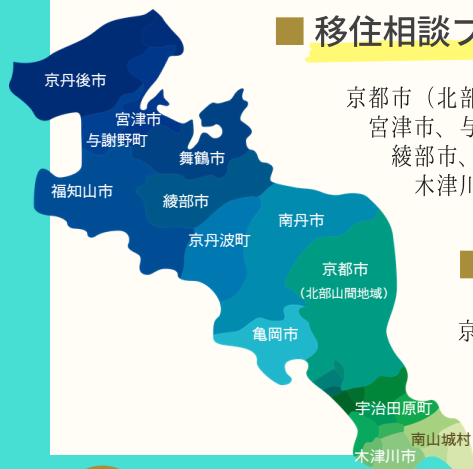 移住相談フ
京都市（北部
宮津市、与
綾部市、
木津川
京
京丹後市
宮津市
与謝野町
舞鶴市
福知山市
綾部市
京丹波町
南丹市
京都市
（北部山間地域）
亀岡市
宇治田原町
南山城村
木津川市